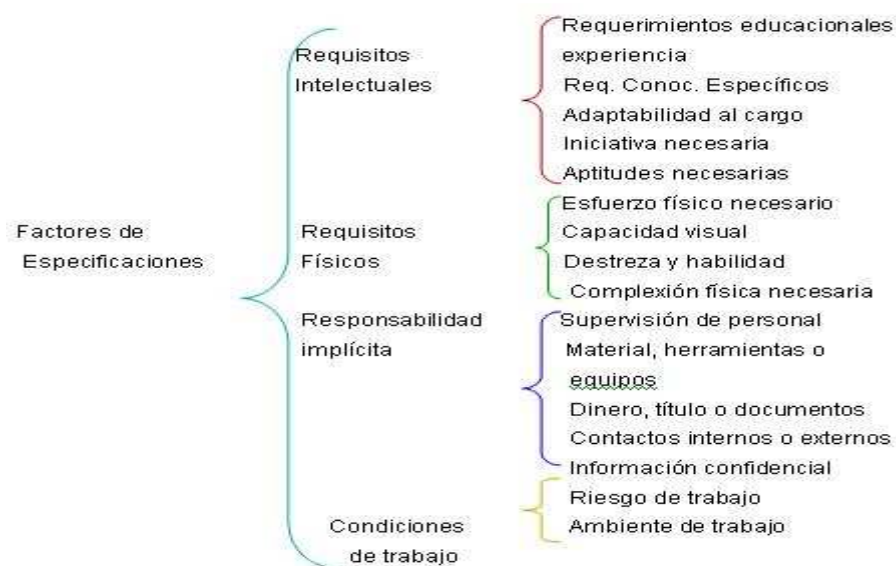 Factores de
Especificaciones
Requisitos
Intelectuales
Requerimientos educacionales
experiencia
Req. Conoc. Específicos
Adaptabilidad al cargo
Iniciativa necesaria
Aptitudes necesarias
Requisitos
Físicos
Esfuerzo físico necesario
Capacidad visual
Destreza y habilidad
Complexión física necesaria
Responsabilidad
implícita
Supervisión de personal
Material, herramientas o
equipos
Dinero, título o documentos
Contactos internos o externos
Información confidencial
Condiciones
de trabajo
Riesgo de trabajo
Ambiente de trabajo